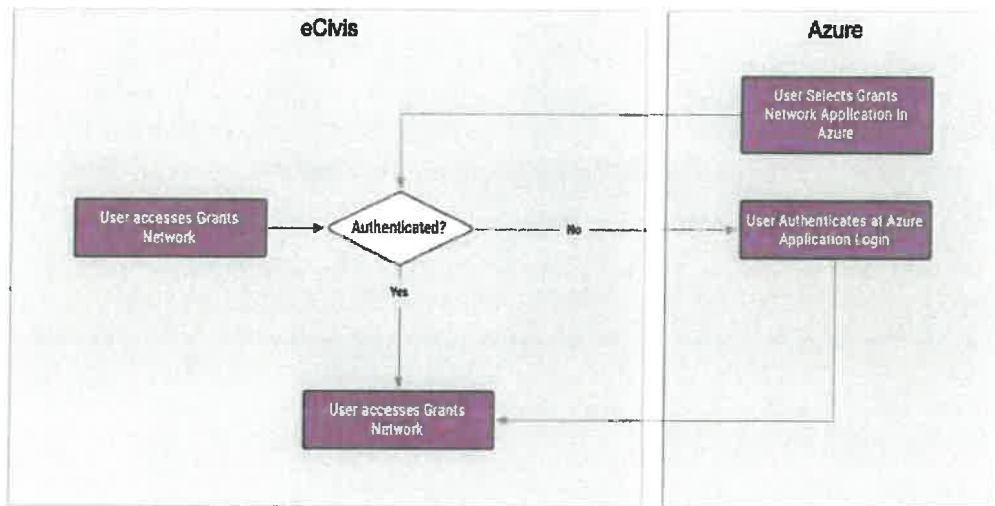 eCivis
Azure
User Selects Grants
Network Application In
Azure
User accesses Grants
Network
Authenticated?
No
User Authenticates at Azure
Application Login
Yes
User accesses Grants
Network